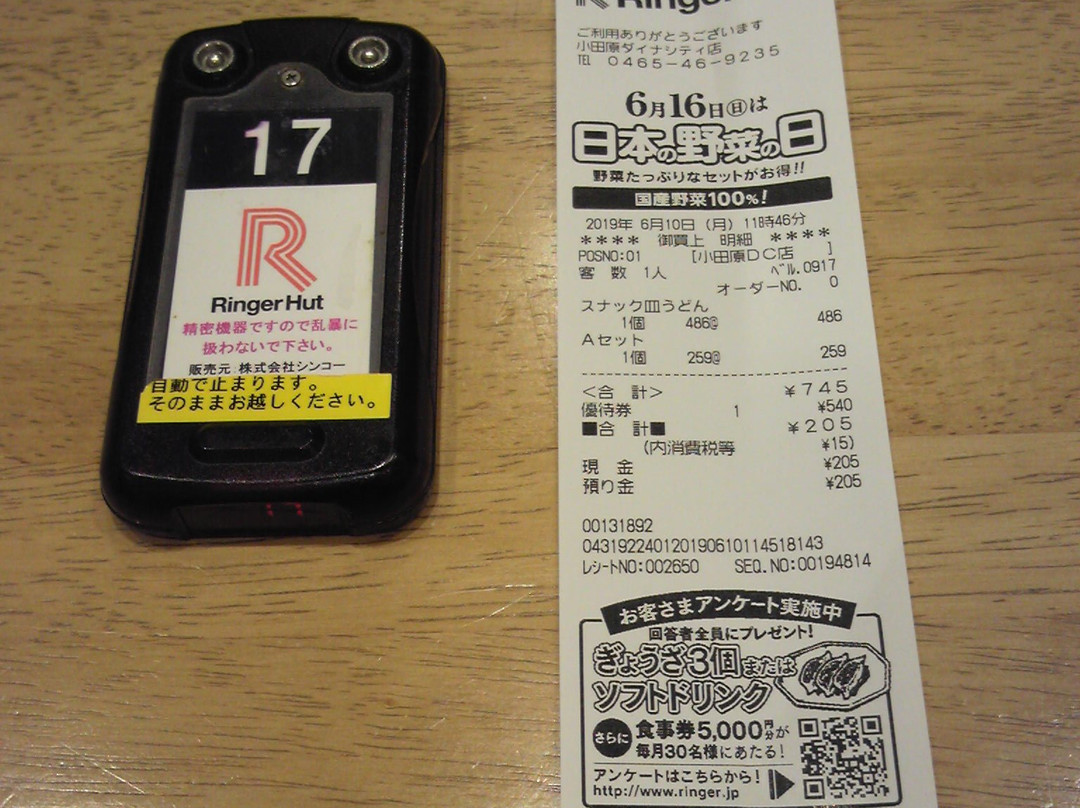 17
R
RingerHut
精密機器ですので乱暴に
扱わないで下さい。
販売元 株式会社シンコー
自動で止まります。
そのままお越しください。
17
ご利用ありがとうございます
小田原ダイナシティ店
TEL 0465-46-9235
6月16日㊐は
日本の野菜の日
野菜たっぷりなセットがお得!!
国産野菜100%!
2019年 6月10日 (月) 11時46分
**** 御買上 明細 ****
POSNO:01 [小田原DC店 ]
客 数 1人 ベル.0917
オーダーNO. 0
スナック皿うどん
1個 486@ 486
Aセット
1個 259@ 259
<合 計> ¥745
優待券 1 ¥540
■合 計■ ¥205
(内消費税等 ¥15)
現 金 ¥205
預り金 ¥205
00131892
04319224012019061011451​8143
レシートNO:002650 SEQ.NO:00194814
お客さまアンケート実施中
回答者全員にプレゼント!
ぎょうざ3個または
ソフトドリンク
さらに 食事券5,000円分が
毎月30名様にあたる!
アンケートはこちらから!
http://www.ringer.jp